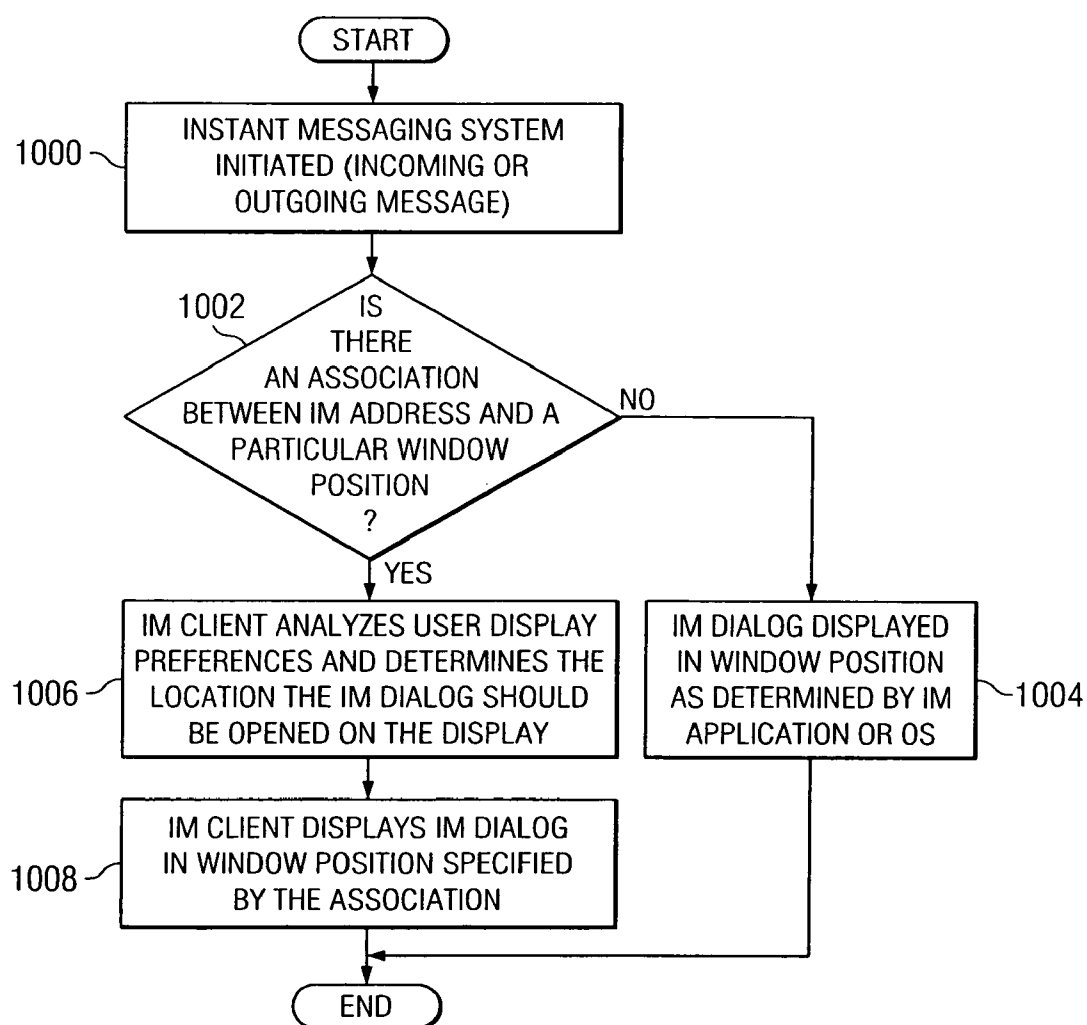 START
1000
INSTANT MESSAGING SYSTEM
INITIATED (INCOMING OR
OUTGOING MESSAGE)
1002
IS
THERE
AN ASSOCIATION
BETWEEN IM ADDRESS AND A
PARTICULAR WINDOW
POSITION
?
NO
YES
1006
IM CLIENT ANALYZES USER DISPLAY
PREFERENCES AND DETERMINES THE
LOCATION THE IM DIALOG SHOULD
BE OPENED ON THE DISPLAY
IM DIALOG DISPLAYED
IN WINDOW POSITION
AS DETERMINED BY IM
APPLICATION OR OS
1004
1008
IM CLIENT DISPLAYS IM DIALOG
IN WINDOW POSITION SPECIFIED
BY THE ASSOCIATION
END